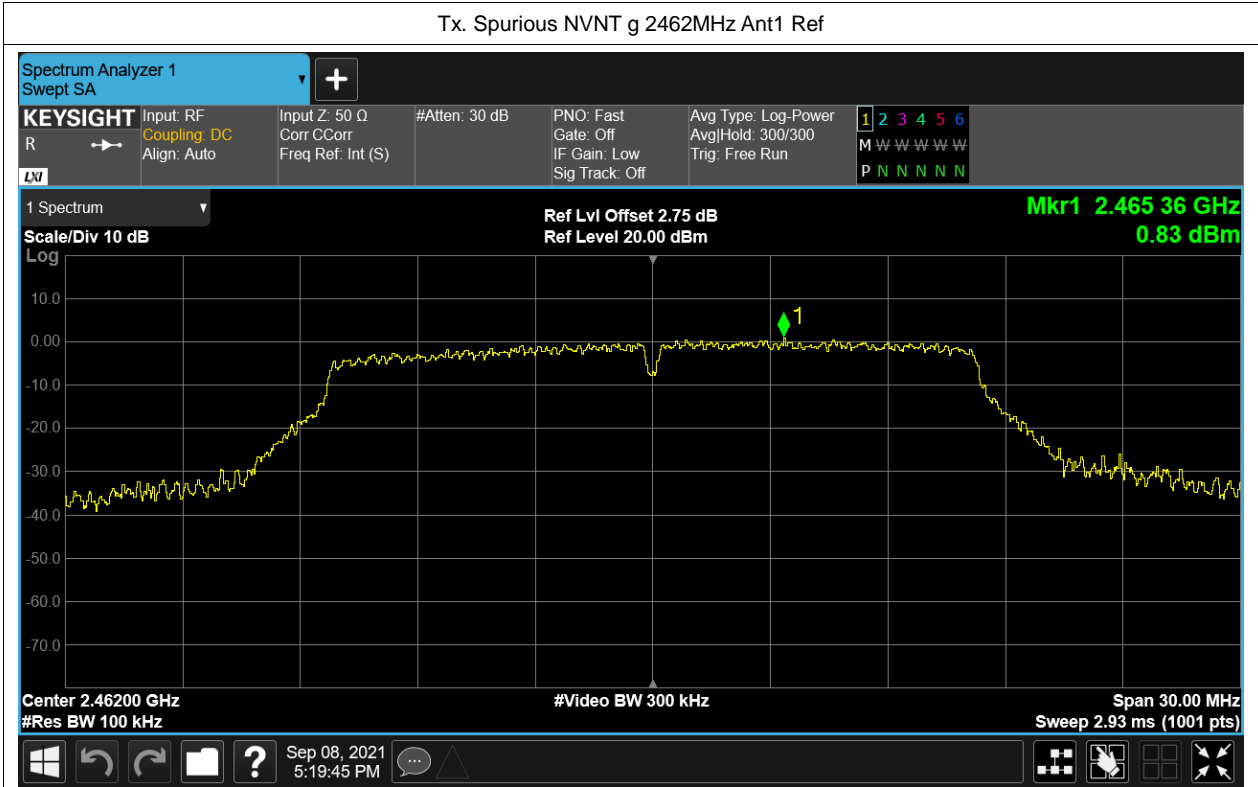 Tx. Spurious NVNT g 2462MHz Ant1 Ref
Spectrum Analyzer 1
Swept SA
KEYSIGHT
R
LXI
Input: RF
Coupling: DC
Align: Auto
Input Z: 50 Ω
Corr CCorr
Freq Ref: Int (S)
#Atten: 30 dB
PNO: Fast
Gate: Off
IF Gain: Low
Sig Track: Off
Avg Type: Log-Power
Avg|Hold: 300/300
Trig: Free Run
1 2 3 4 5 6
M W W W W W
P N N N N N
1 Spectrum
Scale/Div 10 dB
Ref Lvl Offset 2.75 dB
Ref Level 20.00 dBm
Mkr1 2.465 36 GHz
0.83 dBm
Log
10.0
0.00
-10.0
-20.0
-30.0
-40.0
-50.0
-60.0
-70.0
1
Center 2.46200 GHz
#Res BW 100 kHz
#Video BW 300 kHz
Span 30.00 MHz
Sweep 2.93 ms (1001 pts)
?
Sep 08, 2021
5:19:45 PM